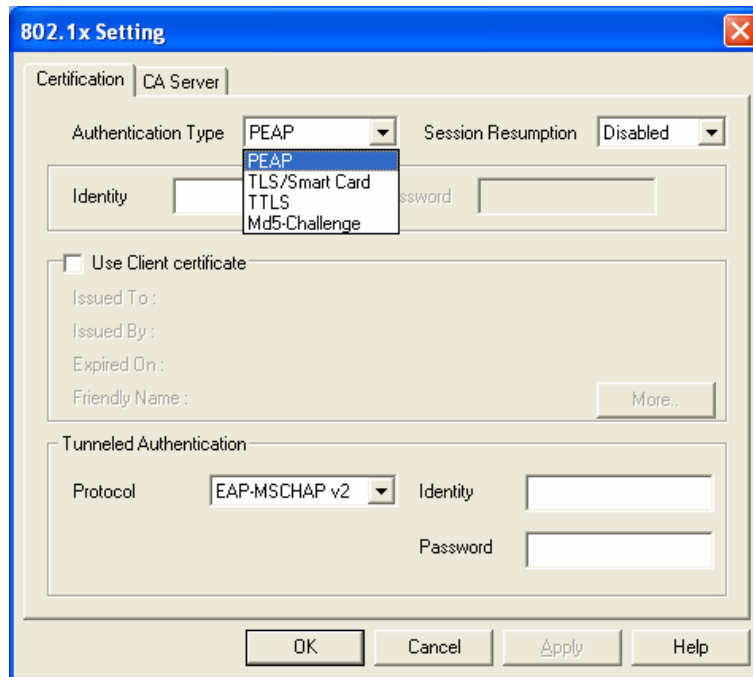 802.1x Setting
Certification CA Server
Authentication Type PEAP Session Resumption Disabled
PEAP
TLS/Smart Card
TTLS
Md5-Challenge
Identity ssword
Use Client certificate
Issued To :
Issued By :
Expired On :
Friendly Name :
More..
Tunneled Authentication
Protocol EAP-MSCHAP v2 Identity
Password
OK Cancel Apply Help